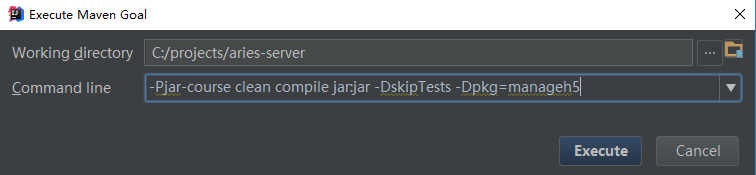 Execute Maven Goal
Working directory C:/projects/aries-server ...
Command line -Pjar-course clean compile jar:jar -DskipTests -Dpkg=manageh5
Execute Cancel